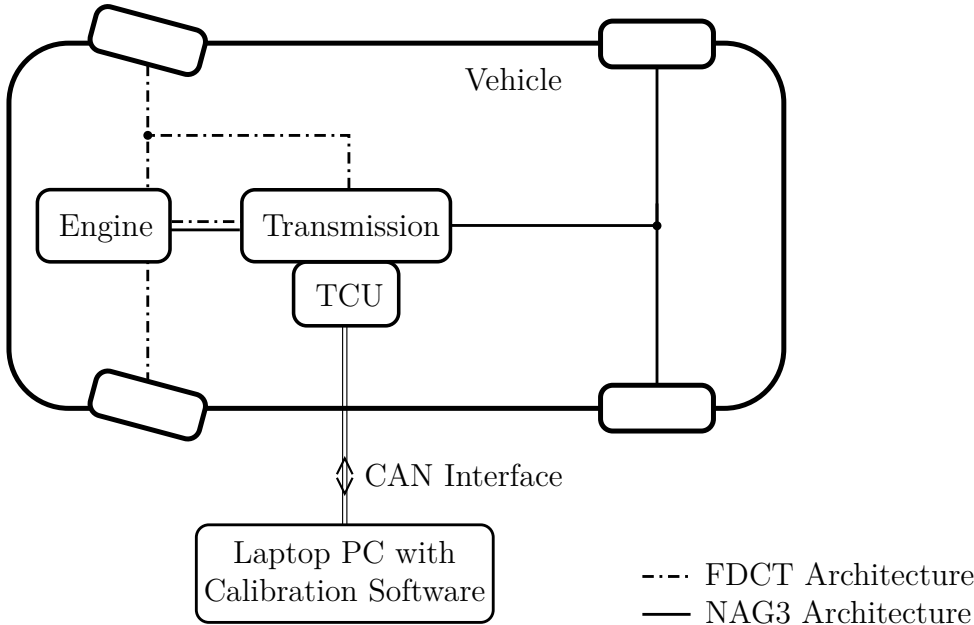 Vehicle
Engine
Transmission
TCU
CAN Interface
Laptop PC with
Calibration Software
FDCT Architecture
NAG3 Architecture